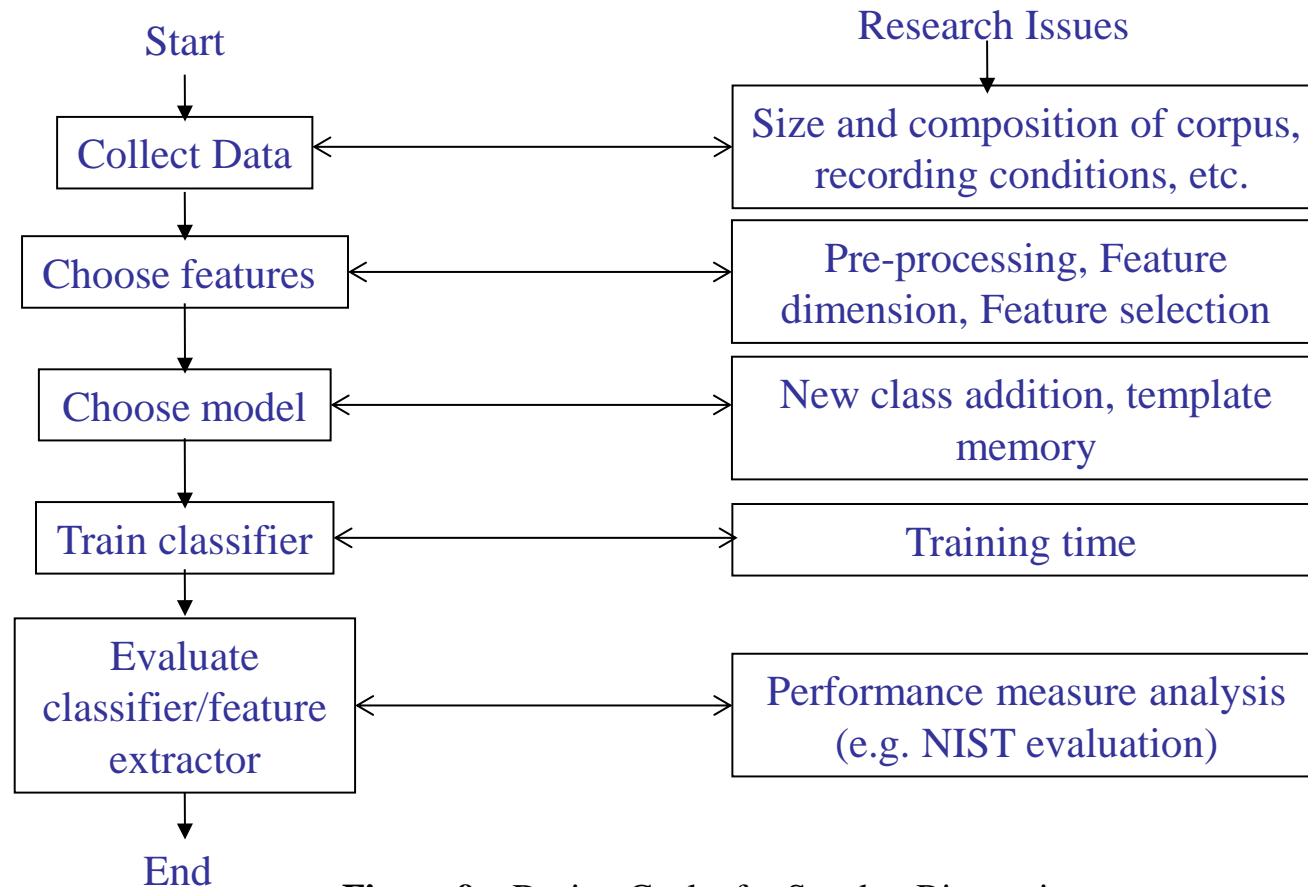 Start
Research Issues
Collect Data
Size and composition of corpus,
recording conditions, etc.
Choose features
Pre-processing, Feature
dimension, Feature selection
Choose model
New class addition, template
memory
Train classifier
Training time
Evaluate
classifier/feature
extractor
Performance measure analysis
(e.g. NIST evaluation)
End